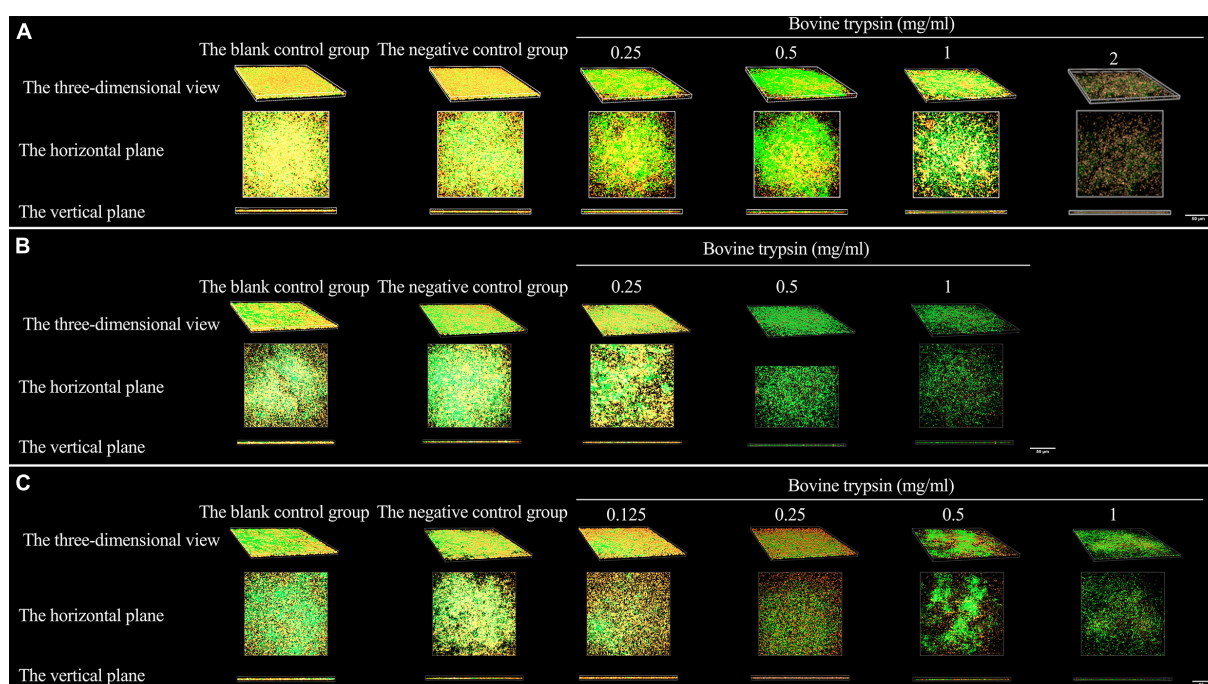 A
Bovine trypsin (mg/ml)
The blank control group The negative control group 0.25 0.5 1 2
The three-dimensional view
The horizontal plane
The vertical plane
50 μm
B
Bovine trypsin (mg/ml)
The blank control group The negative control group 0.25 0.5 1
The three-dimensional view
The horizontal plane
The vertical plane
50 μm
C
Bovine trypsin (mg/ml)
The blank control group The negative control group 0.125 0.25 0.5 1
The three-dimensional view
The horizontal plane
The vertical plane